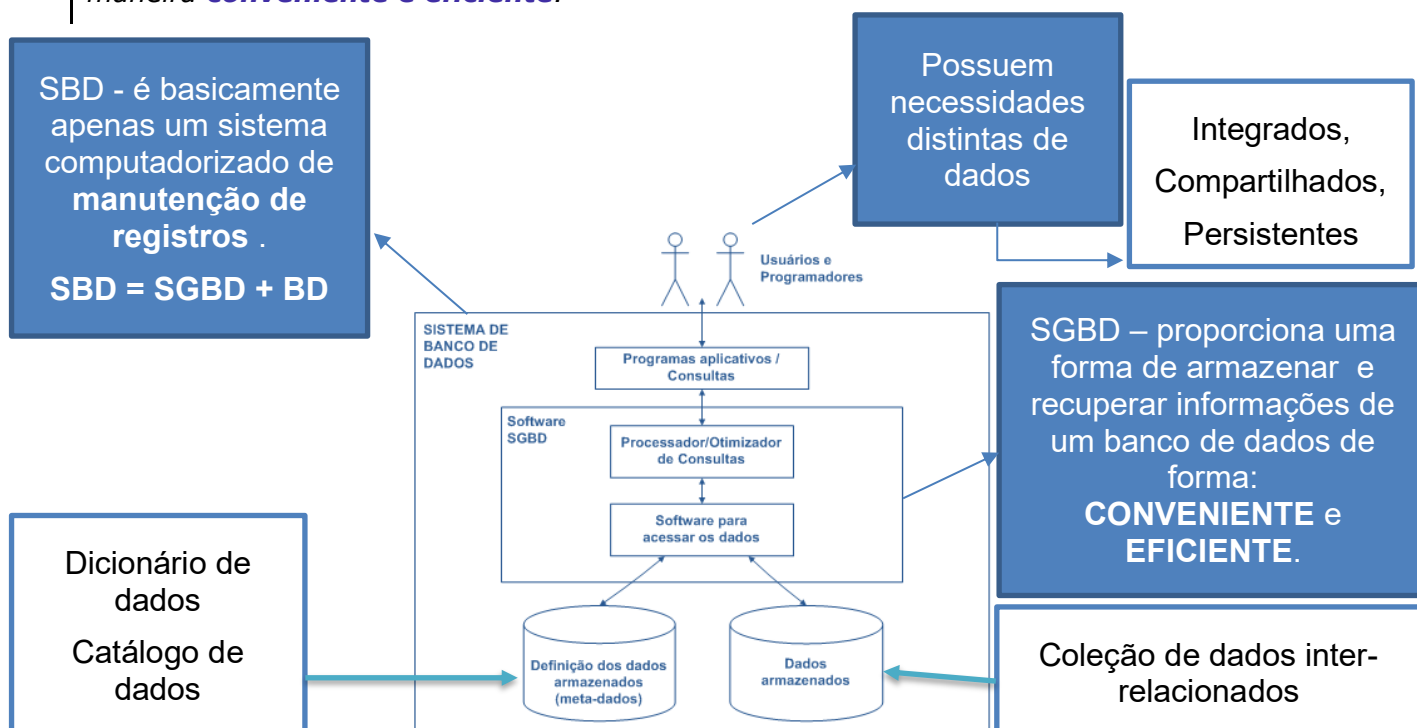 maneira conveniente e eficiente.
SBD - é basicamente
apenas um sistema
computadorizado de
manutenção de
registros .
SBD = SGBD + BD
Possuem
necessidades
distintas de
dados
Integrados,
Compartilhados,
Persistentes
Usuários e
Programadores
SISTEMA DE
BANCO DE
DADOS
Programas aplicativos /
Consultas
Software
SGBD
Processador/Otimizador
de Consultas
Software para
acessar os dados
SGBD – proporciona uma
forma de armazenar e
recuperar informações de
um banco de dados de
forma:
CONVENIENTE e
EFICIENTE.
Dicionário de
dados
Catálogo de
dados
Definição dos dados
armazenados
(meta-dados)
Dados
armazenados
Coleção de dados inter-
relacionados